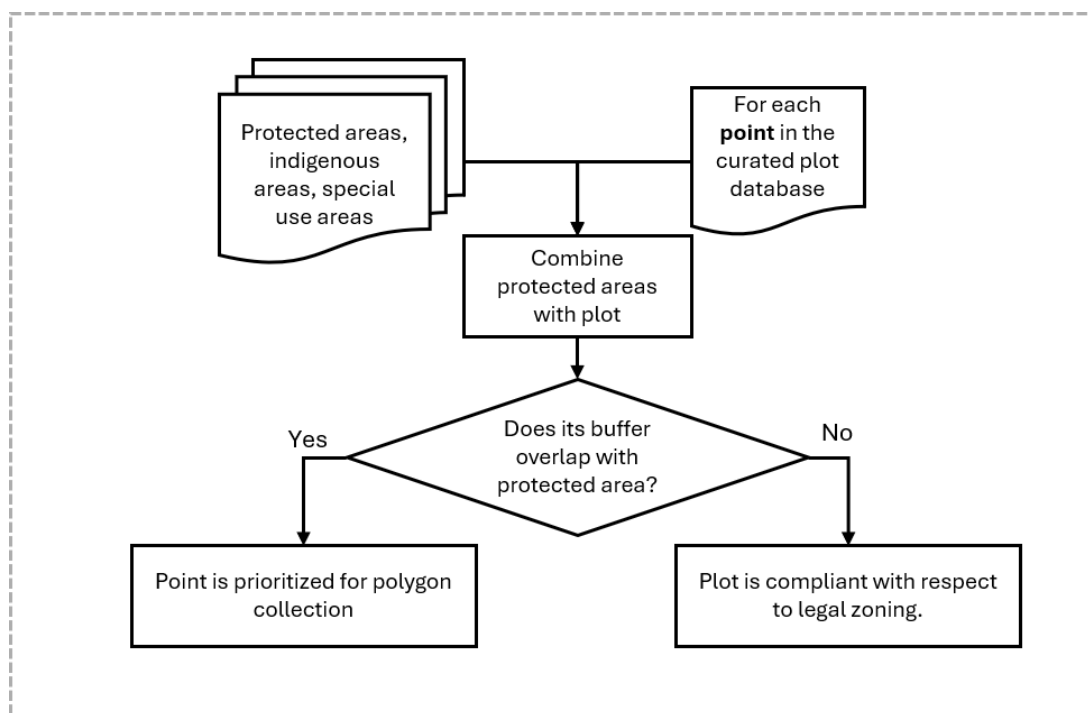 Protected areas,
indigenous
areas, special
use areas
For each
point in the
curated plot
database
Combine
protected areas
with plot
Does its buffer
overlap with
protected area?
Yes
No
Point is prioritized for polygon
collection
Plot is compliant with respect
to legal zoning.